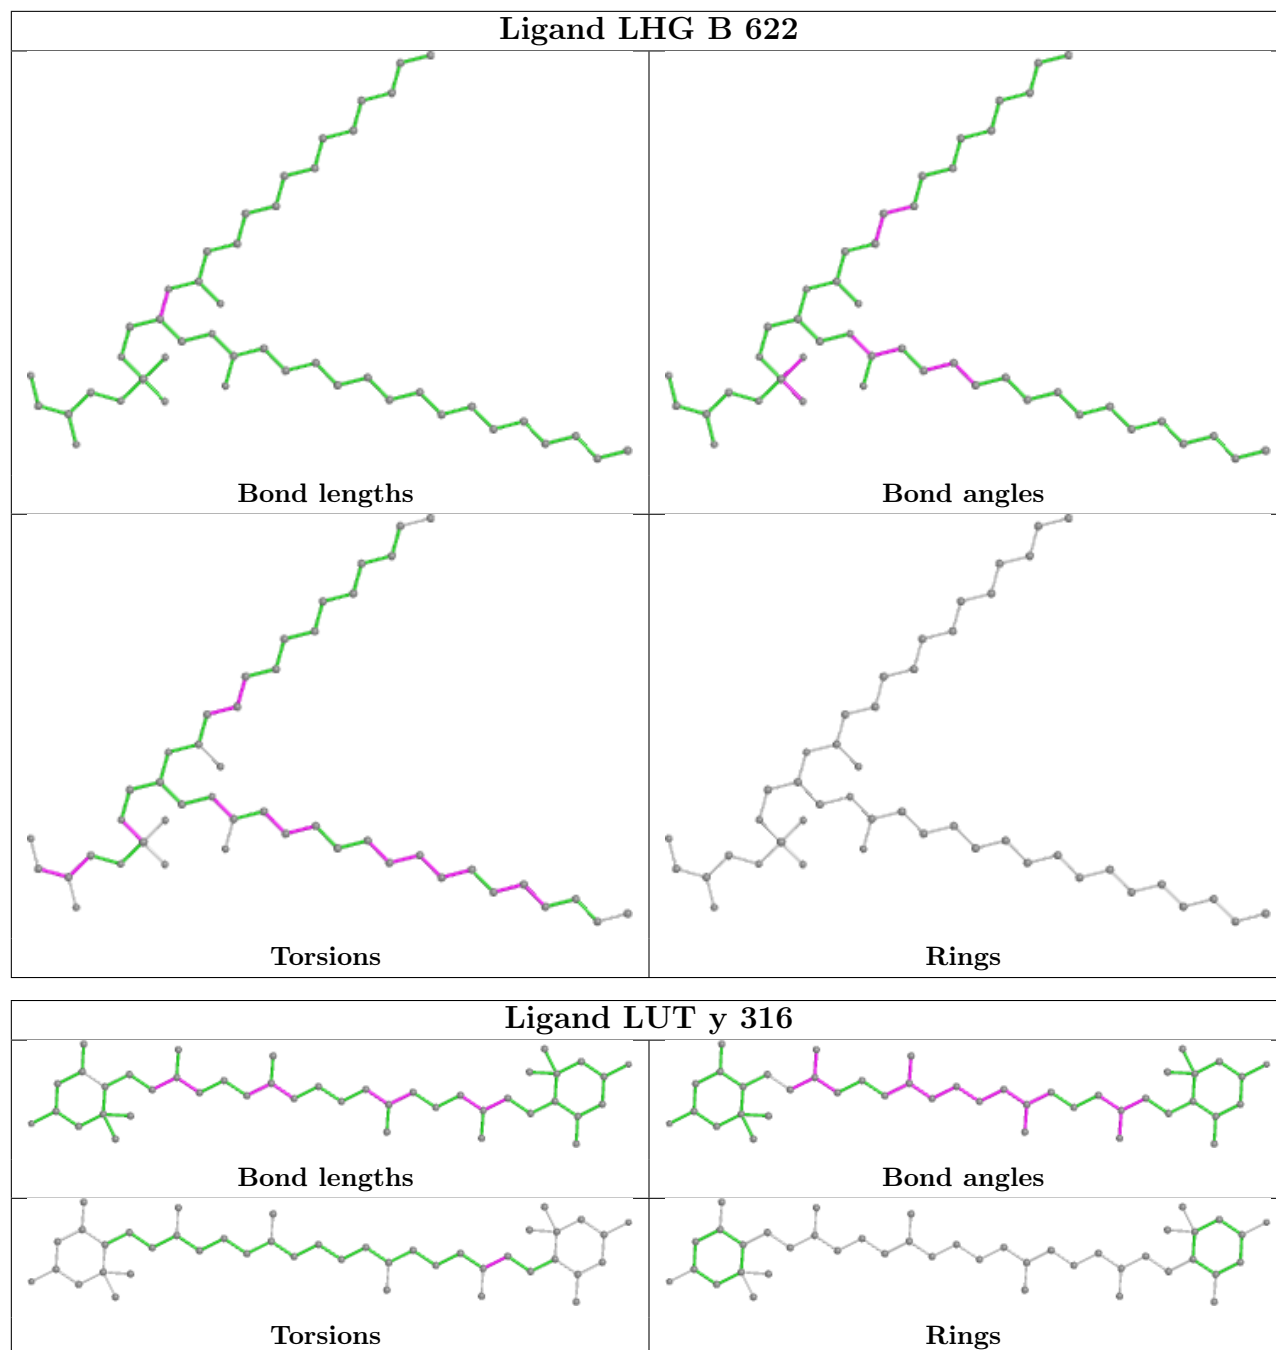 Ligand LHG B 622
Bond lengths
Bond angles
Torsions
Rings
Ligand LUT y 316
Bond lengths
Bond angles
Torsions
Rings